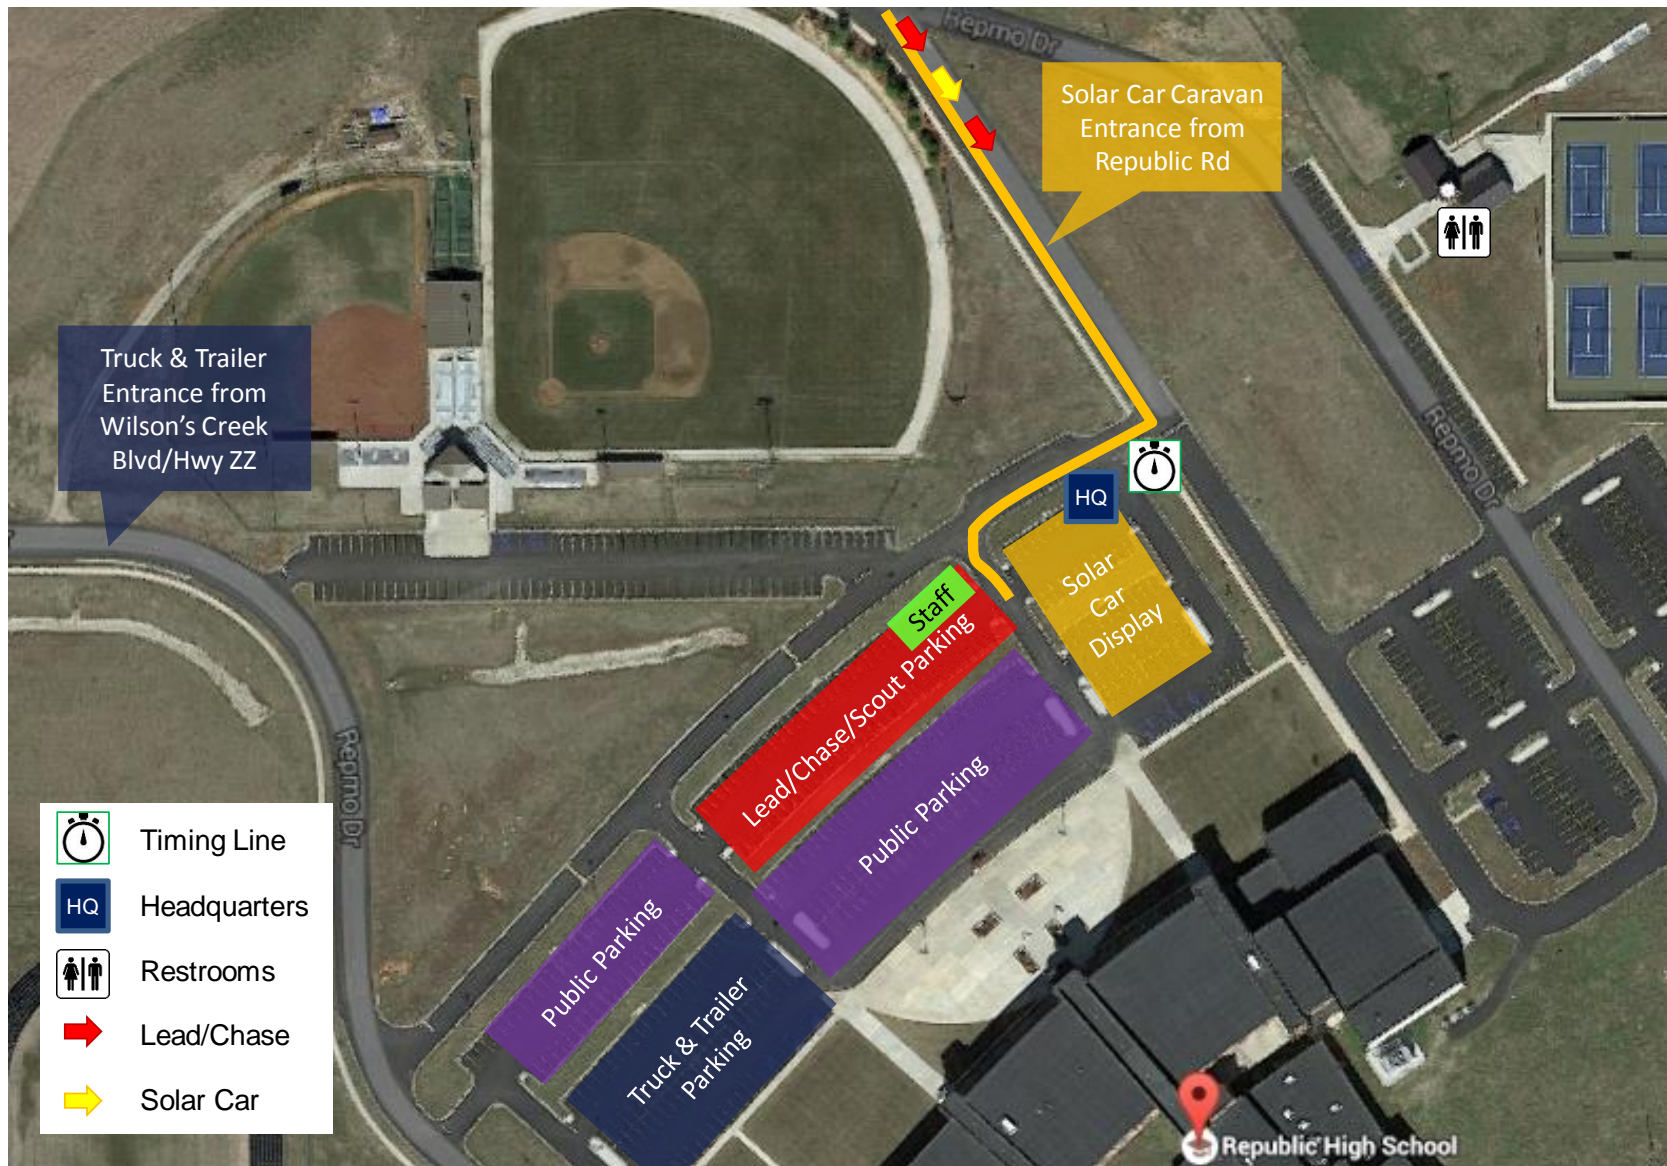 Repmo Dr
Solar Car Caravan
Entrance from
Republic Rd
Truck & Trailer
Entrance from
Wilson's Creek
Blvd/Hwy ZZ
Repmo Dr
HQ
Solar
Car
Display
Staff
Lead/Chase/Scout Parking
Public Parking
Repmo Dr
Public Parking
Truck & Trailer
Parking
Timing Line
HQ
Headquarters
Restrooms
Lead/Chase
Solar Car
Republic High School